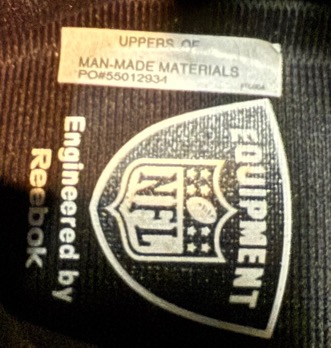 UPPERS OF
MAN-MADE MATERIALS
PO#55012934
EQUIPMENT
NFL
Engineered by
Reebok